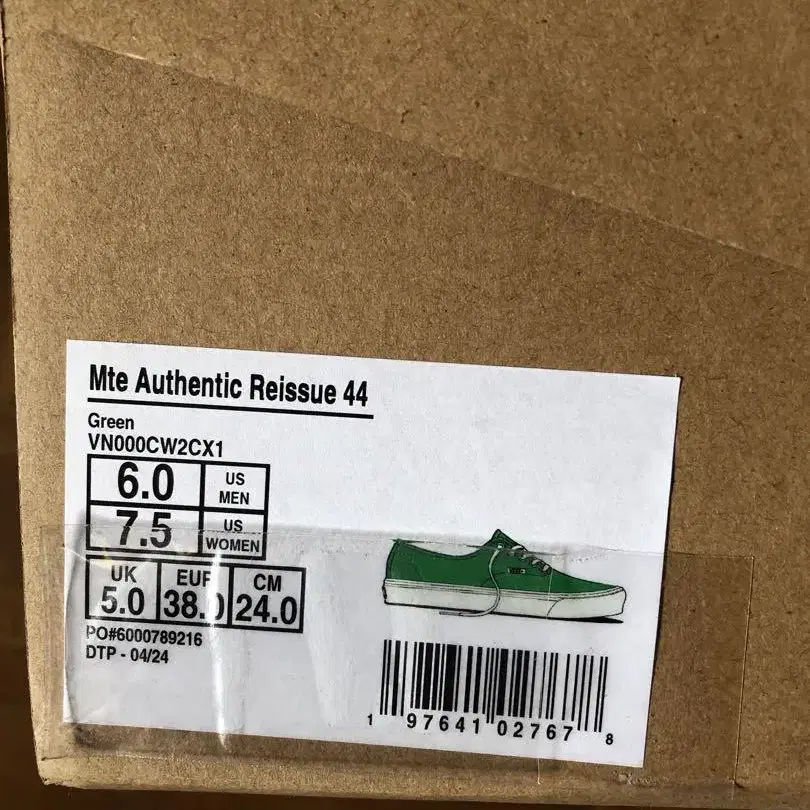 Mte Authentic Reissue 44
Green
VN000CW2CX1
6.0 US MEN
7.5 US WOMEN
UK EUR CM
5.0 38.0 24.0
PO#6000789216
DTP - 04/24
1 97641 02767 8